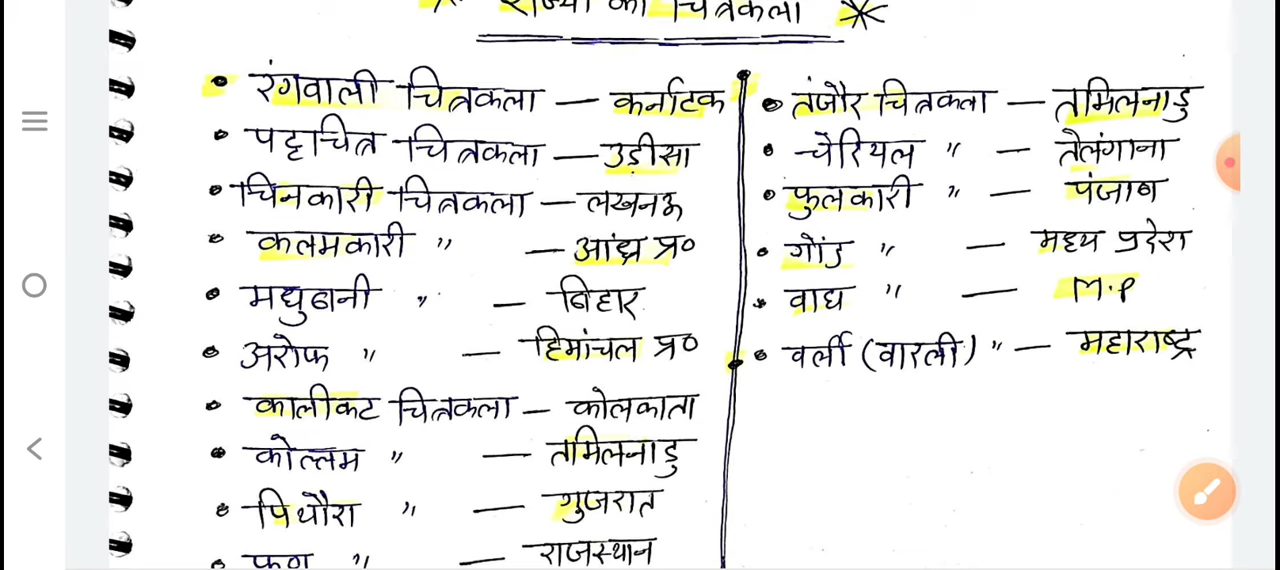 राज्यों की चित्रकला
• रंगवाली चित्रकला — कर्नाटक
• पट्टचित्र चित्रकला — उड़ीसा
• चिनकारी चित्रकला — लखनऊ
• कलमकारी " — आंध्र प्र०
• मधुबनी " — बिहार
• अरोफ " — हिमांचल प्र०
• कालीकट चित्रकला — कोलकाता
• कोल्लम " — तमिलनाडु
• पिथौरा " — गुजरात
• फण " — राजस्थान
• तंजौर चित्रकला — तमिलनाडु
• चेरियल " — तेलंगाना
• फुलकारी " — पंजाब
• गोंड " — मध्य प्रदेश
• वाघ " — M.P
• वर्ली (वारली) " — महाराष्ट्र